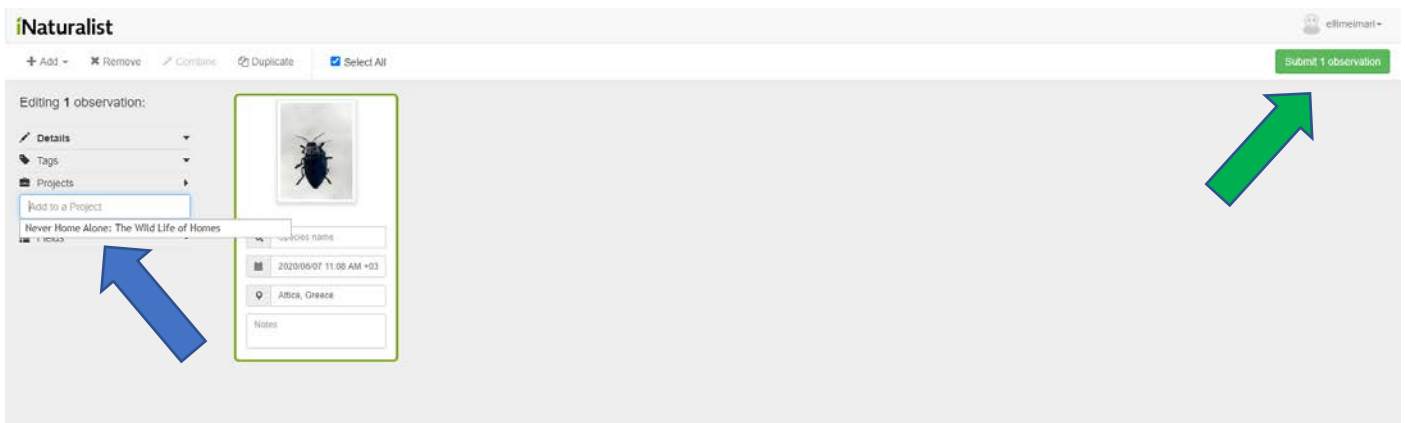 iNaturalist
ellimeimari
Add Remove Combine Duplicate Select All
Submit 1 observation
Editing 1 observation:
Details
Tags
Projects
Add to a Project
Never Home Alone: The Wild Life of Homes
Fields
Species name
2020/06/07 11:08 AM +03
Attica, Greece
Notes